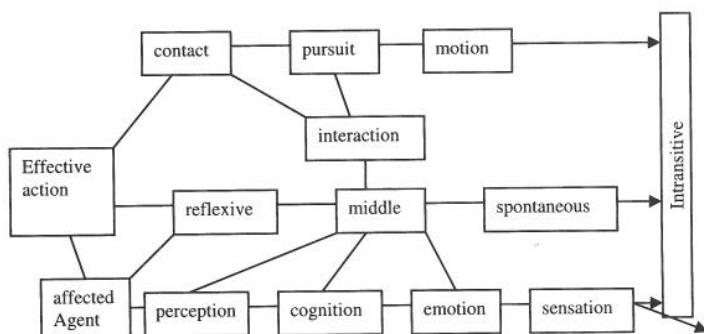 contact
pursuit
motion
interaction
Effective
action
reflexive
middle
spontaneous
Intransitive
affected
Agent
perception
cognition
emotion
sensation